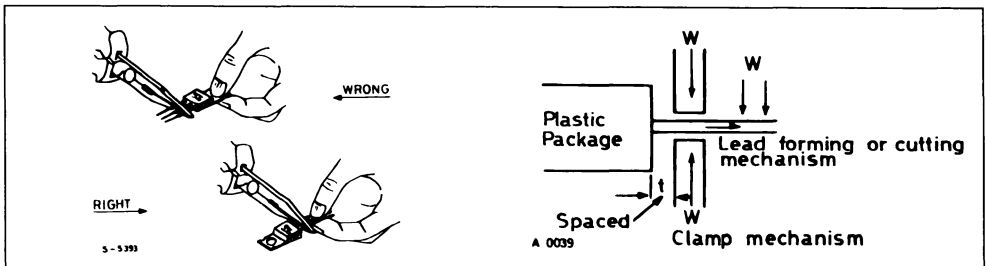 WRONG
RIGHT
S-5393
W
W
Plastic
Package
Lead forming or cutting
mechanism
t
Spaced
W
A 0039
Clamp mechanism